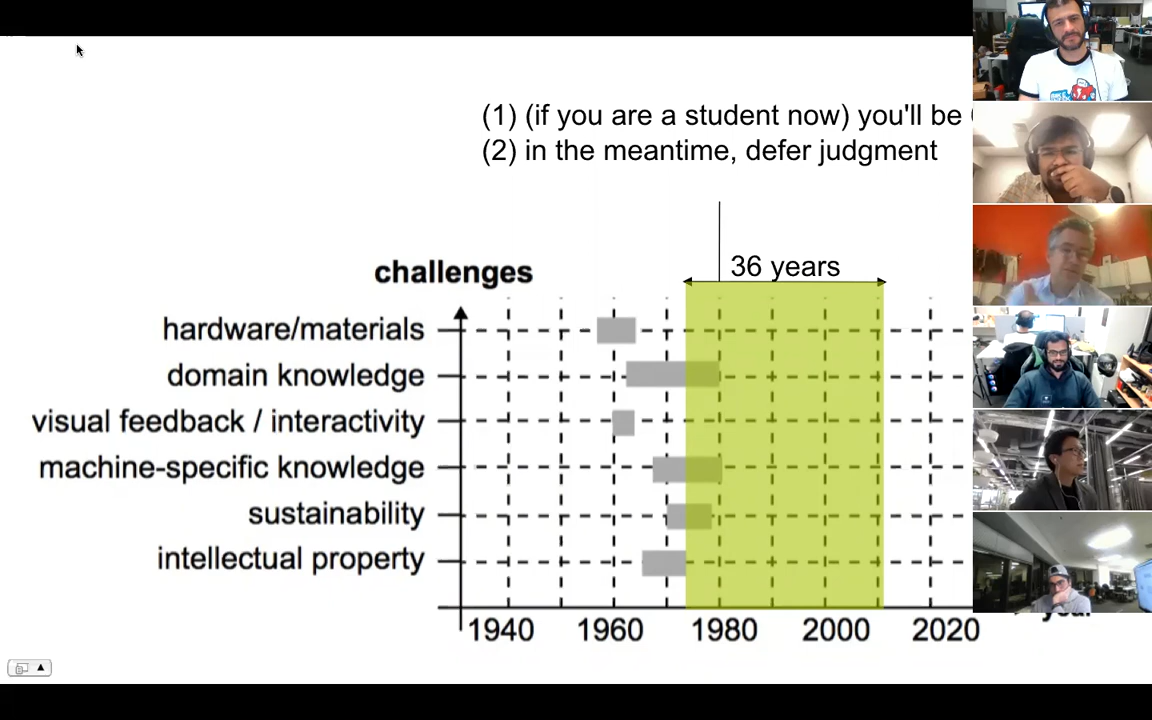 (1) (if you are a student now) you'll be
(2) in the meantime, defer judgment
36 years
challenges
hardware/materials
domain knowledge
visual feedback / interactivity
machine-specific knowledge
sustainability
intellectual property
1940 1960 1980 2000 2020